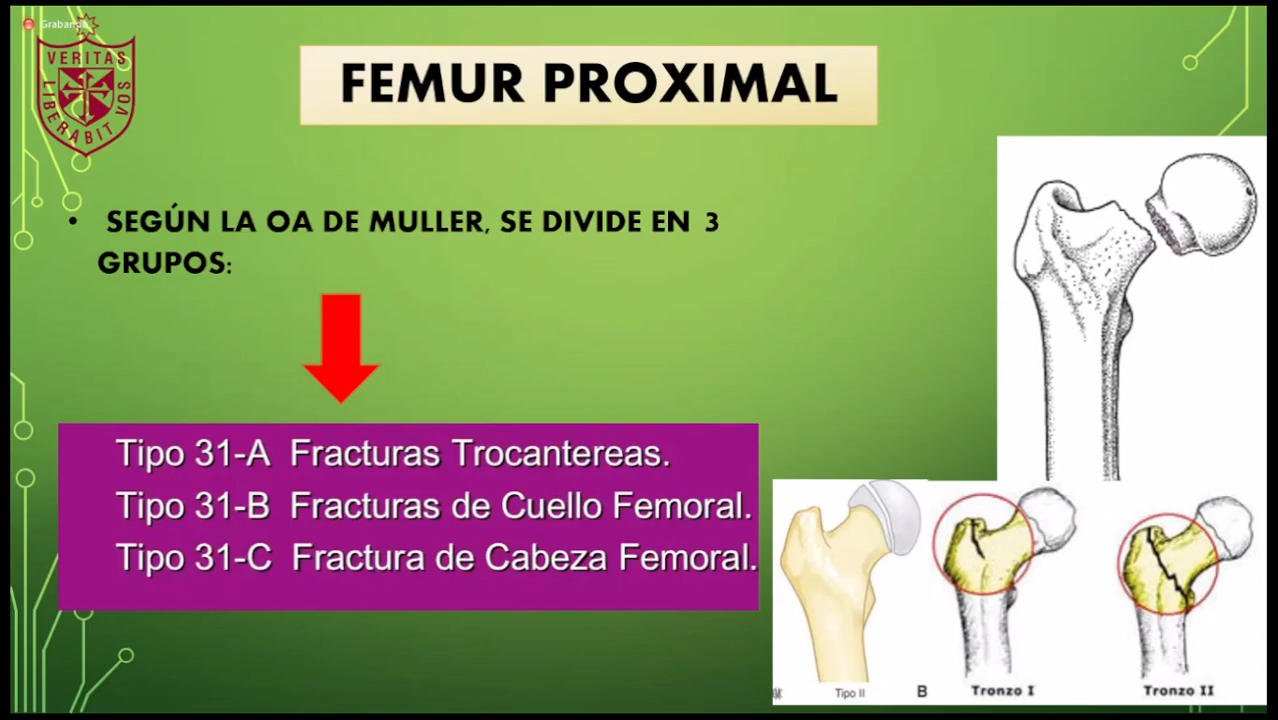 Grabando
VERITAS
LIBERABIT VOS
FEMUR PROXIMAL
• SEGÚN LA OA DE MULLER, SE DIVIDE EN 3
GRUPOS:
Tipo 31-A Fracturas Trocantereas.
Tipo 31-B Fracturas de Cuello Femoral.
Tipo 31-C Fractura de Cabeza Femoral.
Tipo II
B
Tronzo I
Tronzo II